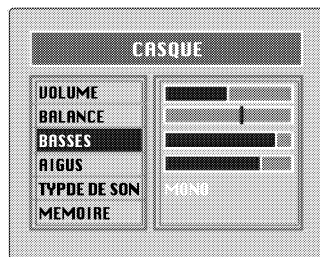 CASQUE
VOLUME
BALANCE
BASSES
AIGUS
TYPDE DE SON MONO
MEMOIRE